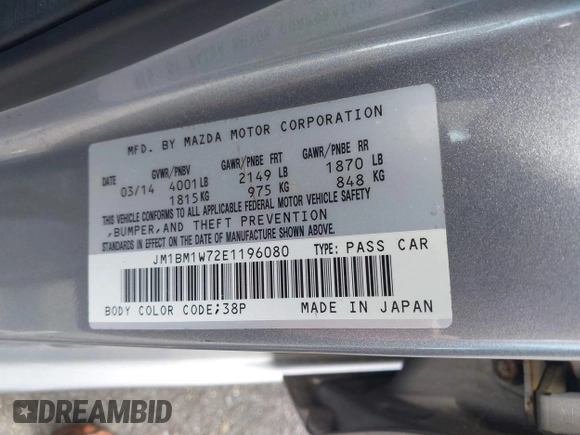 MFD. BY MAZDA MOTOR CORPORATION
DATE GVWR/PNBV GAWR/PNBE FRT GAWR/PNBE RR
03/14 4001LB 2149 LB 1870 LB
1815KG 975 KG 848 KG
THIS VEHICLE CONFORMS TO ALL APPLICABLE FEDERAL MOTOR VEHICLE SAFETY
,BUMPER,AND THEFT PREVENTION
STANDARDS IN EFFECT ON THE DATE OF MANUFACTURE SHOWN ABOVE.
JM1BM1W72E1196080 TYPE: PASS CAR
BODY COLOR CODE;38P MADE IN JAPAN
DREAMBID